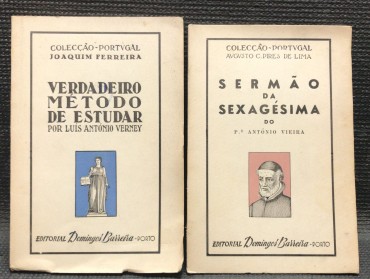 COLECÇÃO-PORTVGAL
JOAQUIM FERREIRA
VERDADEIRO
MÉTODO
DE ESTUDAR
POR LUIS ANTÓNIO VERNEY
EDITORIAL Domingos Barreira-PORTO
COLECÇÃO-PORTVGAL
AUGUSTO C. PIRES DE LIMA
SERMÃO
DA
SEXAGÉSIMA
DO
P.e ANTÓNIO VIEIRA
EDITORIAL Domingos Barreira-PORTO